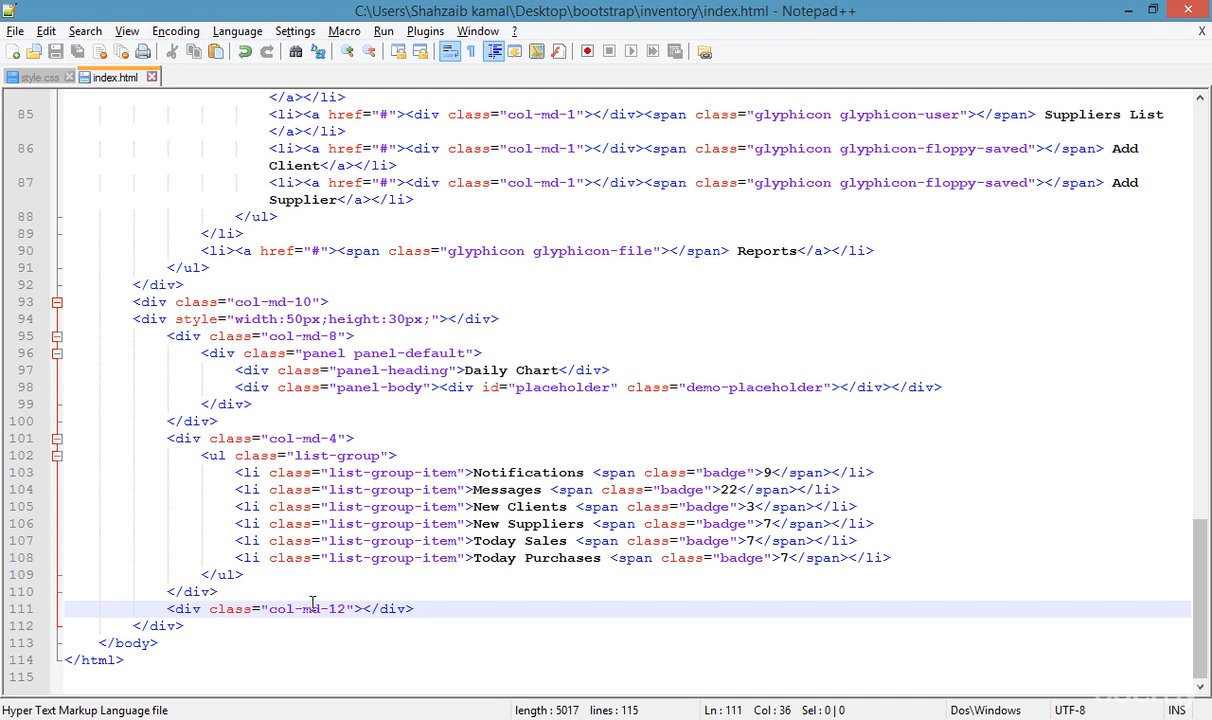 C:\Users\Shahzaib kamal\Desktop\bootstrap\inventory\index.html - Notepad++
File Edit Search View Encoding Language Settings Macro Run Plugins Window ? X
style.css index.html
</a></li>
85 <li><a href="#"><div class="col-md-1"></div><span class="glyphicon glyphicon-user"></span> Suppliers List
</a></li>
86 <li><a href="#"><div class="col-md-1"></div><span class="glyphicon glyphicon-floppy-saved"></span> Add
Client</a></li>
87 <li><a href="#"><div class="col-md-1"></div><span class="glyphicon glyphicon-floppy-saved"></span> Add
Supplier</a></li>
88 </ul>
89 </li>
90 <li><a href="#"><span class="glyphicon glyphicon-file"></span> Reports</a></li>
91 </ul>
92 </div>
93 <div class="col-md-10">
94 <div style="width:50px;height:30px;"></div>
95 <div class="col-md-8">
96 <div class="panel panel-default">
97 <div class="panel-heading">Daily Chart</div>
98 <div class="panel-body"><div id="placeholder" class="demo-placeholder"></div></div>
99 </div>
100 </div>
101 <div class="col-md-4">
102 <ul class="list-group">
103 <li class="list-group-item">Notifications <span class="badge">9</span></li>
104 <li class="list-group-item">Messages <span class="badge">22</span></li>
105 <li class="list-group-item">New Clients <span class="badge">3</span></li>
106 <li class="list-group-item">New Suppliers <span class="badge">7</span></li>
107 <li class="list-group-item">Today Sales <span class="badge">7</span></li>
108 <li class="list-group-item">Today Purchases <span class="badge">7</span></li>
109 </ul>
110 </div>
111 <div class="col-md-12"></div>
112 </div>
113 </body>
114 </html>
115
Hyper Text Markup Language file length : 5017 lines : 115 Ln : 111 Col : 36 Sel : 0 | 0 Dos\Windows UTF-8 INS